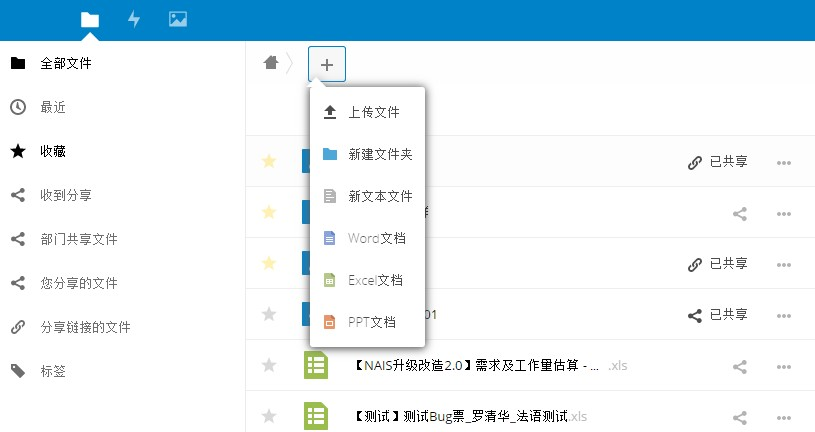 全部文件
最近
收藏
收到分享
部门共享文件
您分享的文件
分享链接的文件
标签
上传文件
新建文件夹
新文本文件
Word文档
Excel文档
PPT文档
已共享
已共享
01 已共享
【NAIS升级改造2.0】需求及工作量估算 - ... .xls
【测试】测试Bug票_罗清华_法语测试.xls